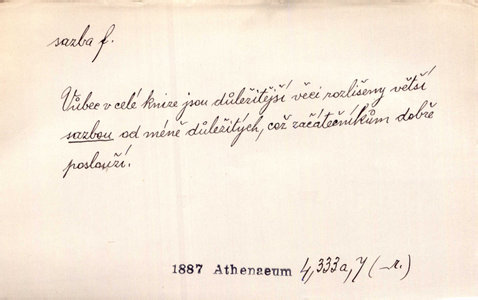 sazba f.
Vůbec v celé knize jsou důležitější věci rozlišeny větší
sazbou od méně důležitých, což začátečníkům dobře
poslouží.
1887 Athenaeum 4, 333a, 7 (–r.)